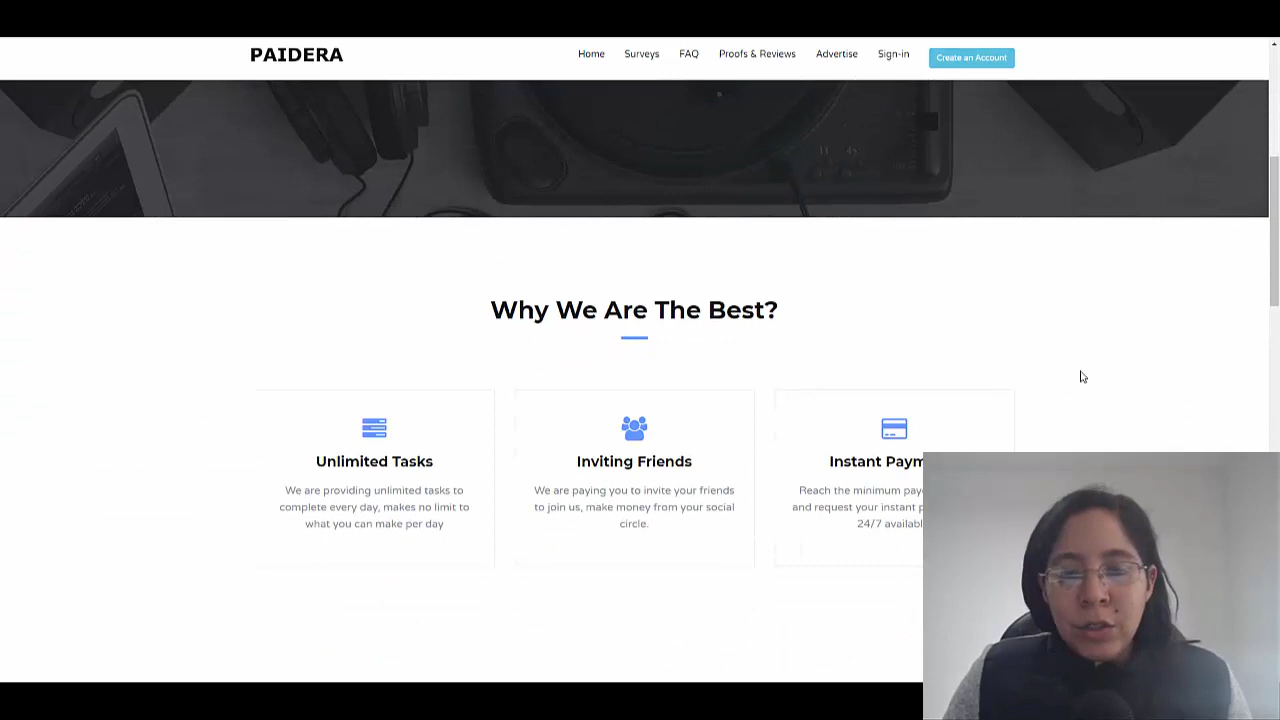 PAIDERA
Home Surveys FAQ Proofs & Reviews Advertise Sign-in Create an Account
Why We Are The Best?
Unlimited Tasks
We are providing unlimited tasks to
complete every day, makes no limit to
what you can make per day
Inviting Friends
We are paying you to invite your friends
to join us, make money from your social
circle.
Instant Paym
Reach the minimum pay
and request your instant
24/7 availabl